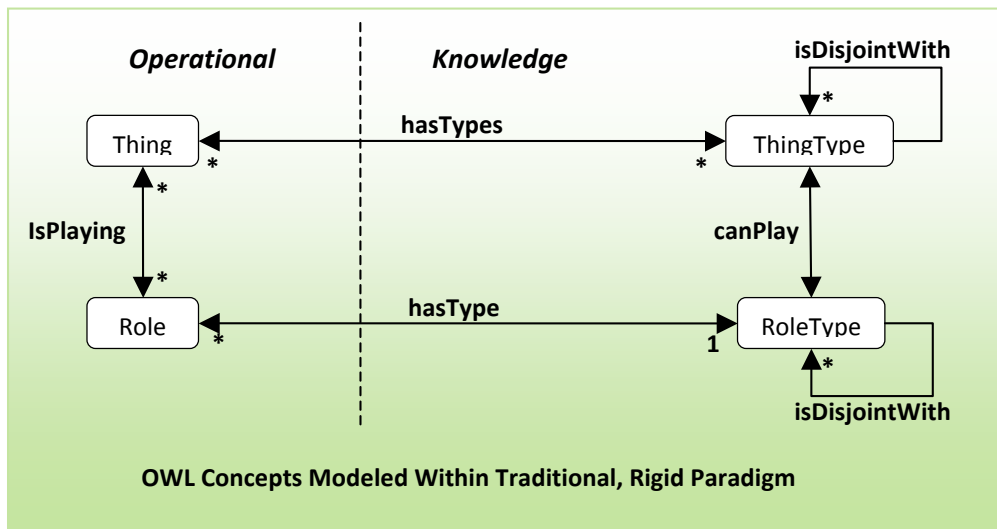 Operational Knowledge
isDisjointWith
*
hasTypes
Thing ThingType
* *
*
IsPlaying canPlay
*
hasType
Role RoleType
* 1
*
isDisjointWith
OWL Concepts Modeled Within Traditional, Rigid Paradigm